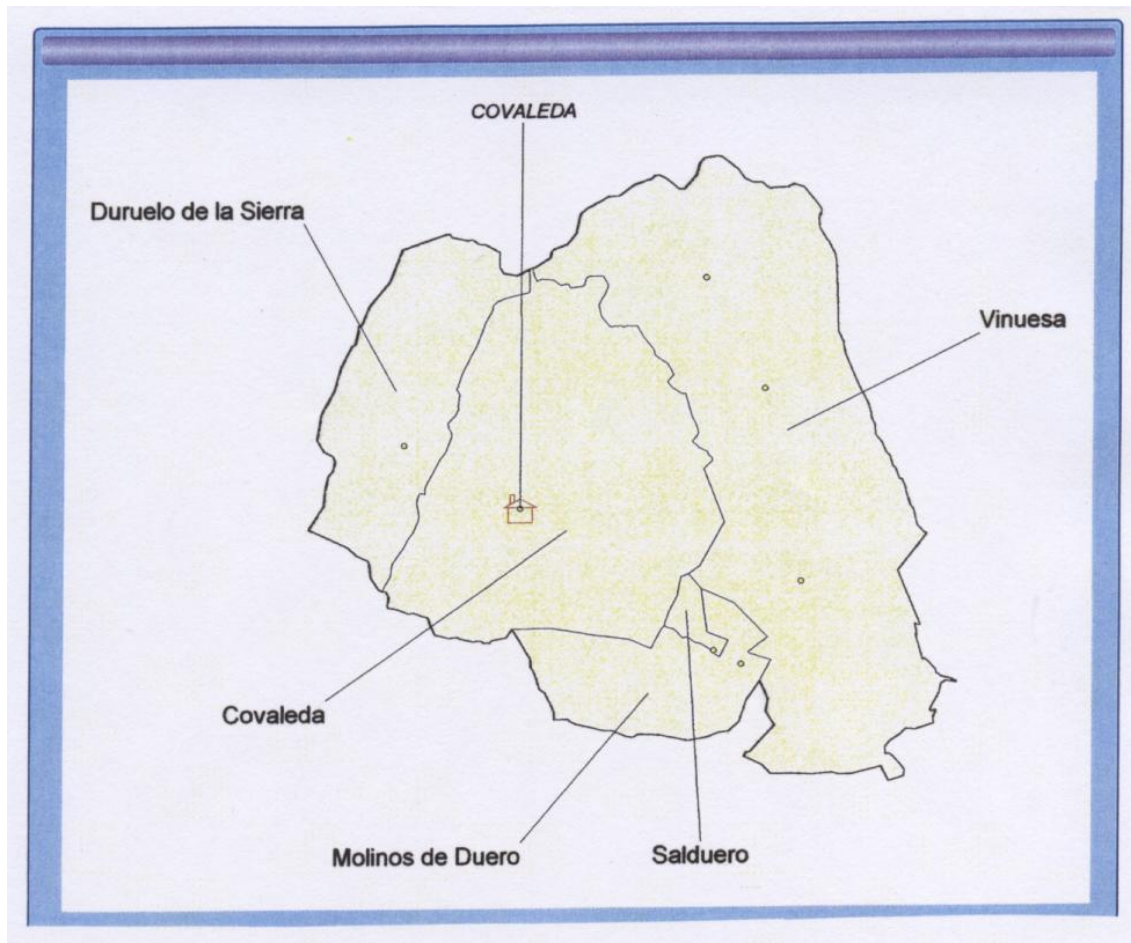 COVALEDA
Duruelo de la Sierra
Vinuesa
Covaleda
Molinos de Duero
Salduero